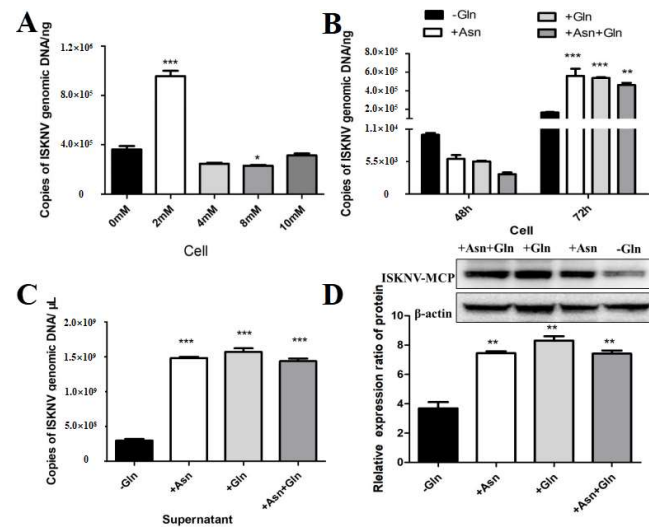 A
Copies of ISKNV genomic DNA/ng
1.2×10⁶
8.0×10⁵
4.0×10⁵
0
***
*
0mM
2mM
4mM
8mM
10mM
Cell
B
-Gln
+Gln
+Asn
+Asn+Gln
Copies of ISKNV genomic DNA/ng
8.0×10⁵
6.0×10⁵
4.0×10⁵
2.0×10⁵
1.1×10⁴
5.5×10³
0
***
***
**
48h
72h
Cell
C
Copies of ISKNV genomic DNA/ μL
2.0×10⁹
1.5×10⁹
1.0×10⁹
5.0×10⁸
0
***
***
***
-Gln
+Asn
+Gln
+Asn+Gln
Supernatant
D
+Asn+Gln
+Gln
+Asn
-Gln
ISKNV-MCP
β-actin
Rlelative expression ratio of protein
8
6
4
2
0
**
**
**
-Gln
+Asn
+Gln
+Asn+Gln